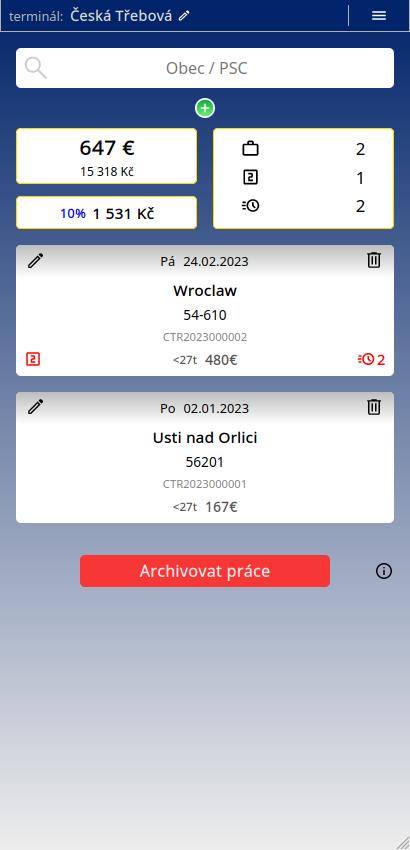 terminál: Česká Třebová
Obec / PSC
647 €
15 318 Kč
10% 1 531 Kč
2
1
2
Pá 24.02.2023
Wroclaw
54-610
CTR2023000002
<27t 480€
2
2
Po 02.01.2023
Usti nad Orlici
56201
CTR2023000001
<27t 167€
Archivovat práce